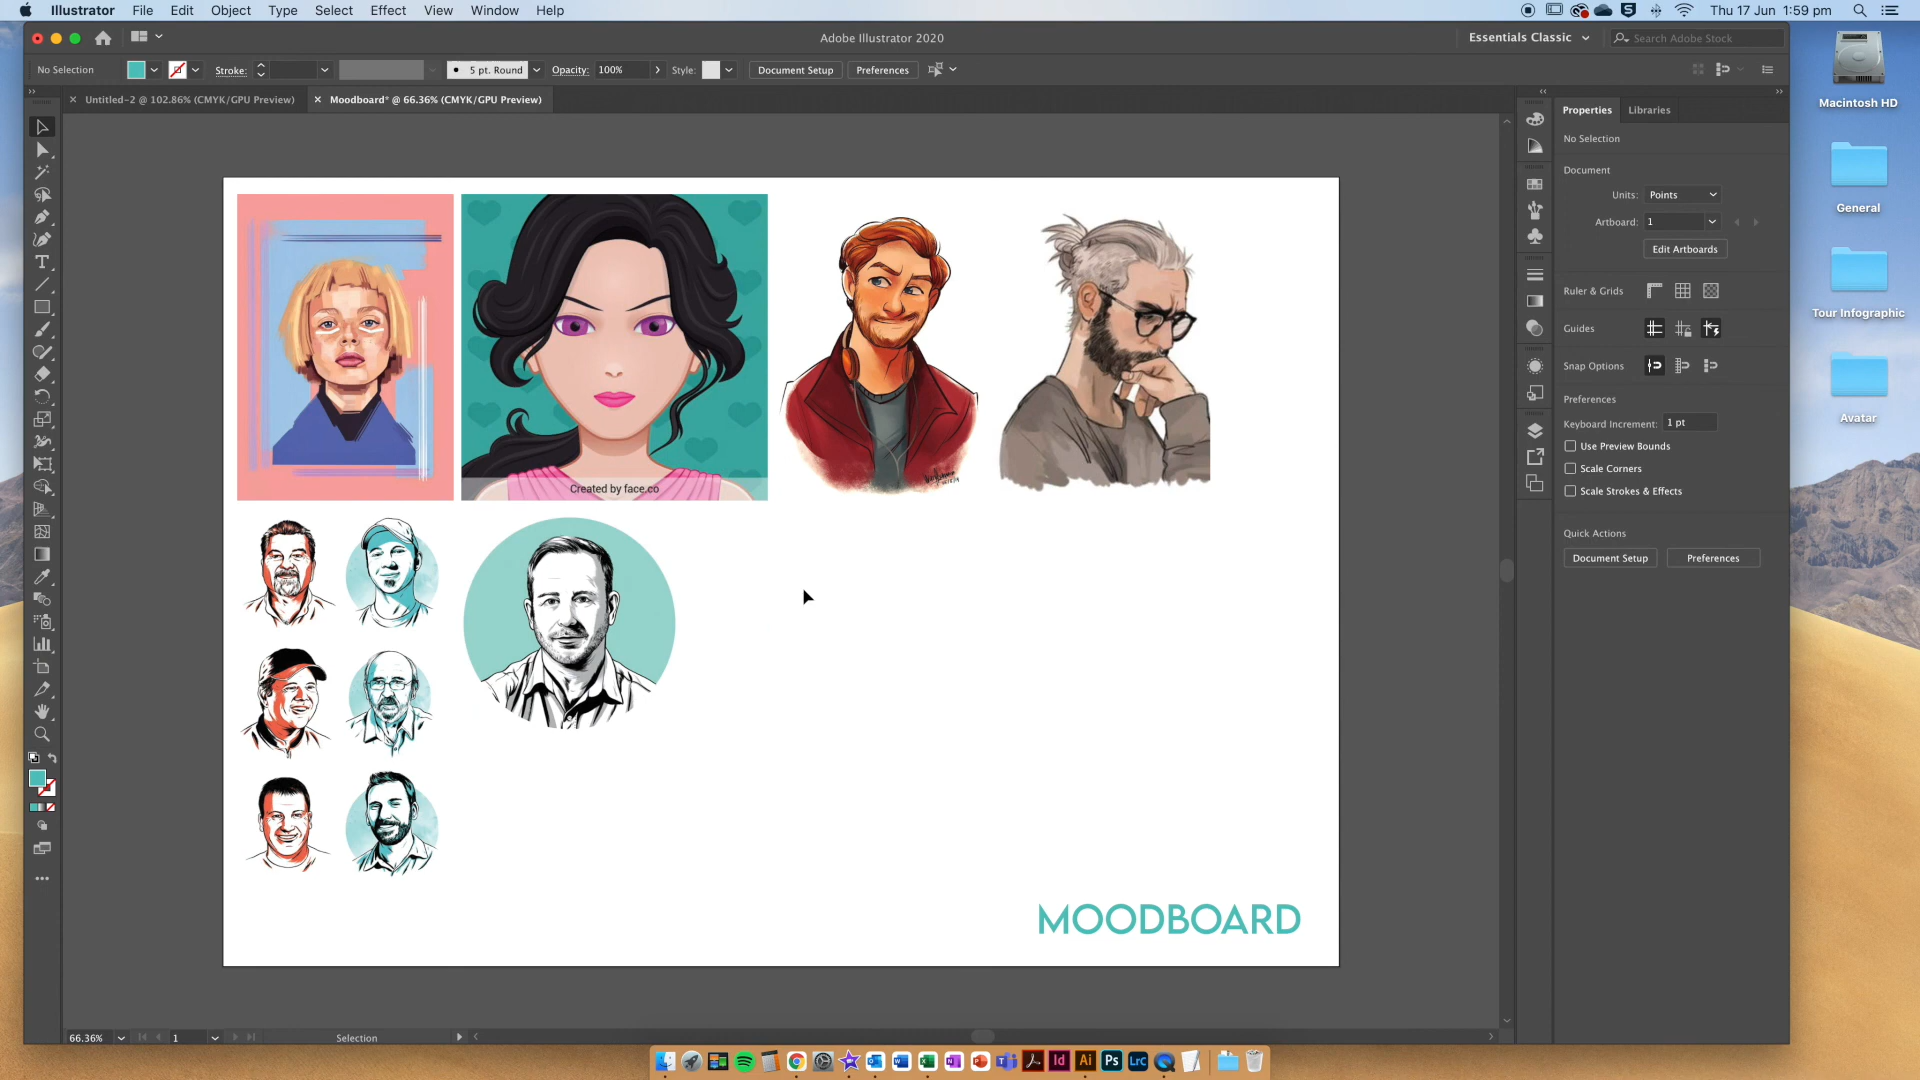 Illustrator File Edit Object Type Select Effect View Window Help
Thu 17 Jun 1:59 pm
Adobe Illustrator 2020
Essentials Classic
Search Adobe Stock
No Selection
Stroke:
5 pt. Round
Opacity: 100%
Style:
Document Setup
Preferences
Untitled-2 @ 102.86% (CMYK/GPU Preview)
Moodboard* @ 66.36% (CMYK/GPU Preview)
Properties Libraries
No Selection
Document
Units: Points
Artboard: 1
Edit Artboards
Ruler & Grids
Guides
Snap Options
Preferences
Keyboard Increment: 1 pt
Use Preview Bounds
Scale Corners
Scale Strokes & Effects
Quick Actions
Document Setup
Preferences
Macintosh HD
General
Tour Infographic
Avatar
Created by face.co
MOODBOARD
66.36%
1
Selection
Id
Ai
Ps
LrC